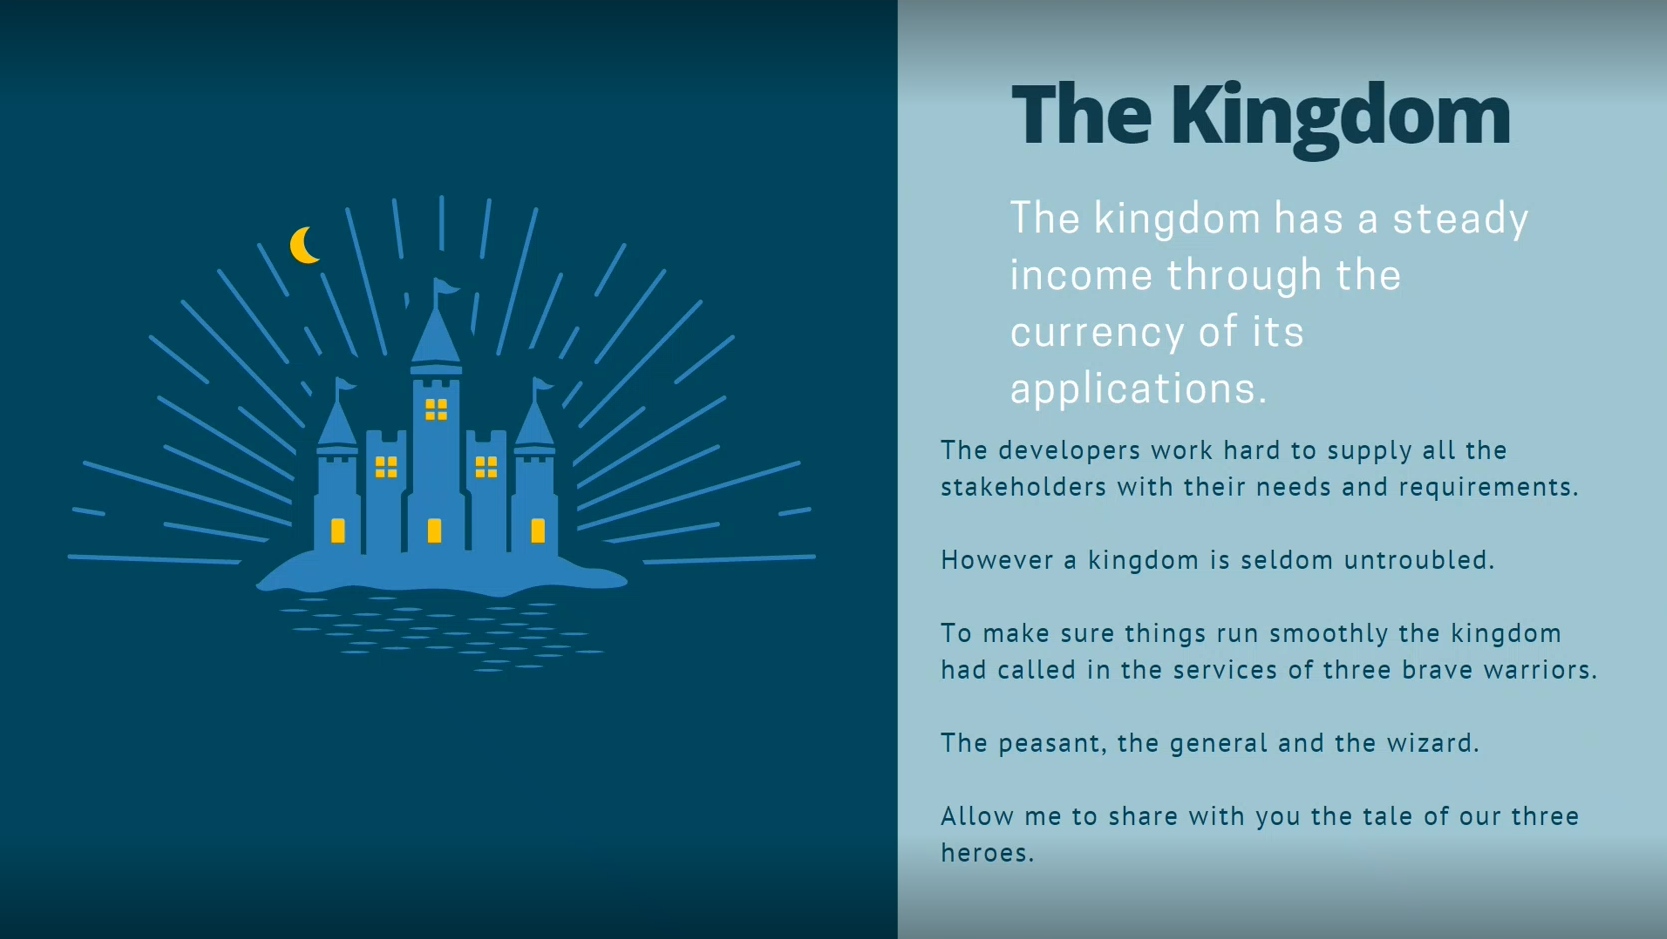 The Kingdom
The kingdom has a steady
income through the
currency of its
applications.
The developers work hard to supply all the
stakeholders with their needs and requirements.
However a kingdom is seldom untroubled.
To make sure things run smoothly the kingdom
had called in the services of three brave warriors.
The peasant, the general and the wizard.
Allow me to share with you the tale of our three
heroes.